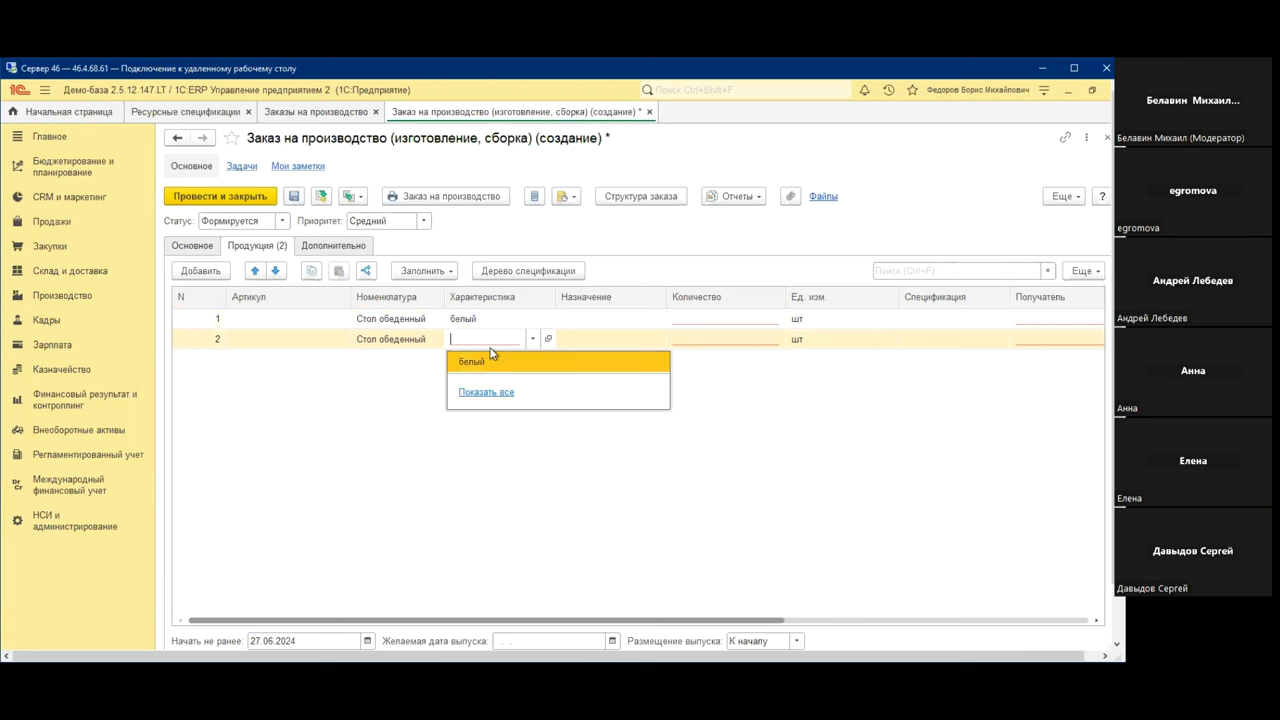 Сервер 46 — 46.4.68.61 — Подключение к удаленному рабочему столу
Демо-база 2.5.12.147.LT / 1C:ERP Управление предприятием 2 (1С:Предприятие)
Поиск Ctrl+Shift+F
Федоров Борис Михайлович
Начальная страница
Ресурсные спецификации ×
Заказы на производство ×
Заказ на производство (изготовление, сборка) (создание) * ×
Главное
Бюджетирование и
планирование
CRM и маркетинг
Продажи
Закупки
Склад и доставка
Производство
Кадры
Зарплата
Казначейство
Финансовый результат и
контроллинг
Внеоборотные активы
Регламентированный учет
Международный
финансовый учет
НСИ и
администрирование
Заказ на производство (изготовление, сборка) (создание) *
Основное Задачи Мои заметки
Провести и закрыть Заказ на производство Структура заказа Отчеты Файлы Еще ?
Статус: Формируется Приоритет: Средний
Основное Продукция (2) Дополнительно
Добавить Заполнить Дерево спецификации Поиск (Ctrl+F) × Еще
N Артикул Номенклатура Характеристика Назначение Количество Ед. изм. Спецификация Получатель
1 Стол обеденный белый шт
2 Стол обеденный шт
белый
Показать все
Начать не ранее: 27.06.2024 Желаемая дата выпуска: . . Размещение выпуска: К началу
Белавин Михаил...
Белавин Михаил (Модератор)
egromova
egromova
Андрей Лебедев
Андрей Лебедев
Анна
Анна
Елена
Елена
Давыдов Сергей
Давыдов Сергей